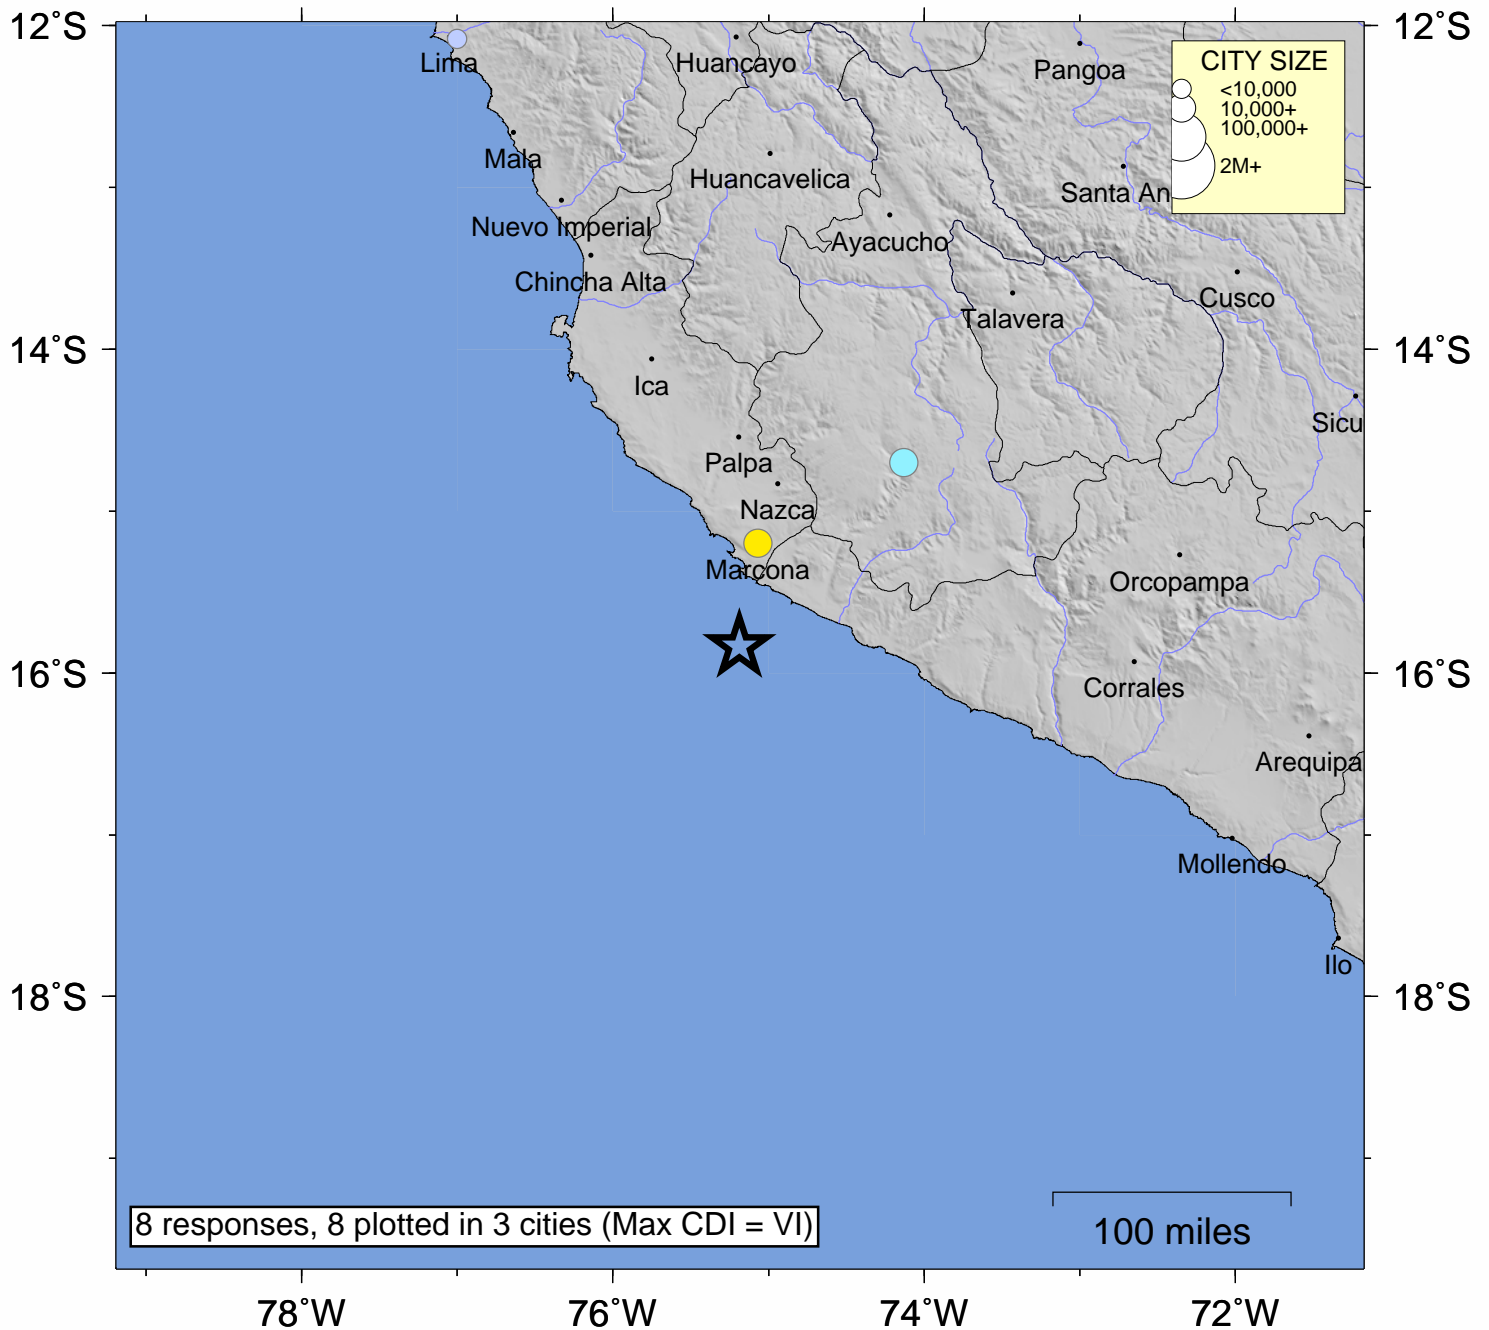 12°S
12°S
Lima
Huancayo
Pangoa
CITY SIZE
<10,000
10,000+
100,000+
2M+
Mala
Huancavelica
Santa An
Nuevo Imperial
Ayacucho
Chincha Alta
Cusco
Talavera
14°S
14°S
Ica
Sicu
Palpa
Nazca
Marcona
Orcopampa
16°S
16°S
Corrales
Arequipa
Mollendo
Ilo
18°S
18°S
8 responses, 8 plotted in 3 cities (Max CDI = VI)
100 miles
78°W
76°W
74°W
72°W